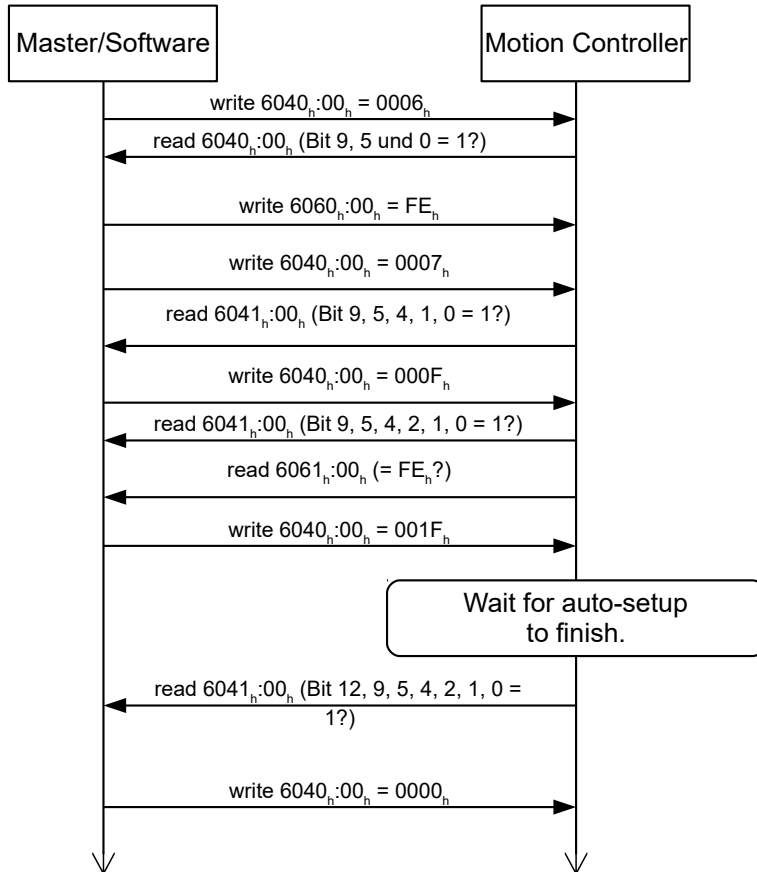 Master/Software
Motion Controller
write 6040ₕ:00ₕ = 0006ₕ
read 6040ₕ:00ₕ (Bit 9, 5 und 0 = 1?)
write 6060ₕ:00ₕ = FEₕ
write 6040ₕ:00ₕ = 0007ₕ
read 6041ₕ:00ₕ (Bit 9, 5, 4, 1, 0 = 1?)
write 6040ₕ:00ₕ = 000Fₕ
read 6041ₕ:00ₕ (Bit 9, 5, 4, 2, 1, 0 = 1?)
read 6061ₕ:00ₕ (= FEₕ?)
write 6040ₕ:00ₕ = 001Fₕ
Wait for auto-setup
to finish.
read 6041ₕ:00ₕ (Bit 12, 9, 5, 4, 2, 1, 0 =
1?)
write 6040ₕ:00ₕ = 0000ₕ